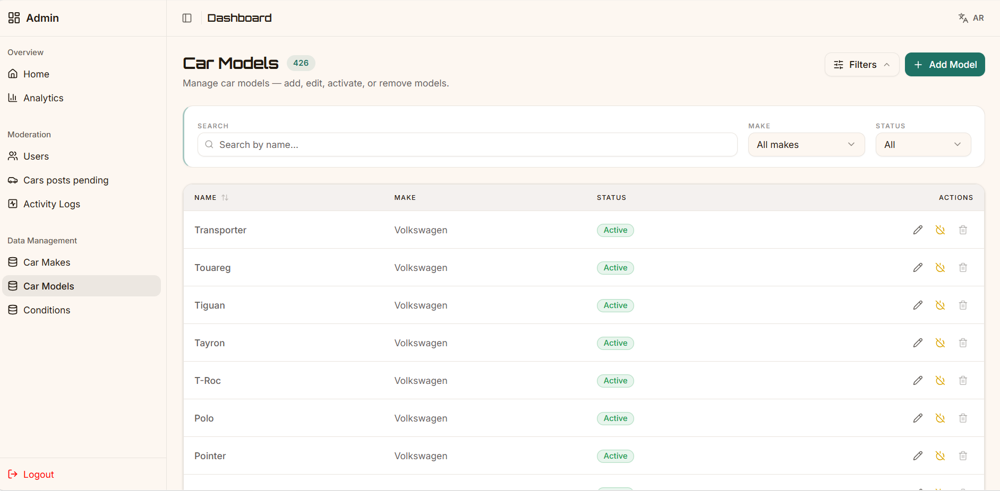 Admin
Dashboard
AR
Overview
Home
Analytics
Moderation
Users
Cars posts pending
Activity Logs
Data Management
Car Makes
Car Models
Conditions
Logout
Car Models 426
Manage car models — add, edit, activate, or remove models.
Filters
+ Add Model
SEARCH
Search by name...
MAKE
All makes
STATUS
All
NAME MAKE STATUS ACTIONS
Transporter Volkswagen Active
Touareg Volkswagen Active
Tiguan Volkswagen Active
Tayron Volkswagen Active
T-Roc Volkswagen Active
Polo Volkswagen Active
Pointer Volkswagen Active